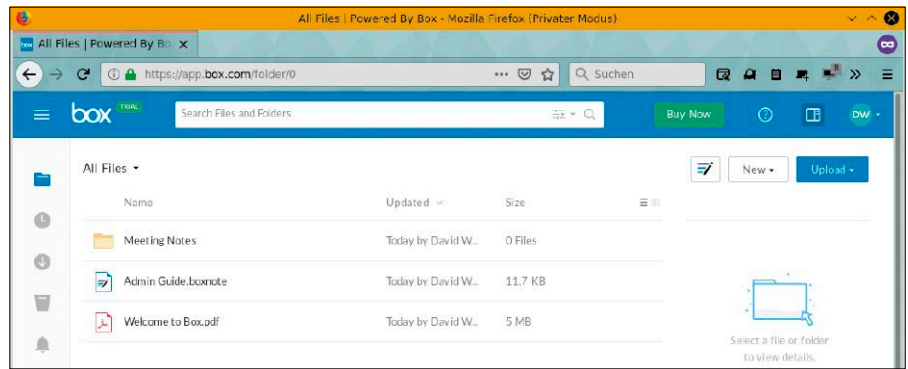 All Files | Powered By Box - Mozilla Firefox (Privater Modus)
All Files | Powered By Bo
https://app.box.com/folder/0
Suchen
8
box TRIAL
Search Files and Folders
Buy Now
DW
All Files
New
Upload
Name Updated Size
Meeting Notes Today by David W... 0 Files
Admin Guide.boxnote Today by David W... 11.7 KB
Welcome to Box.pdf Today by David W... 5 MB
Select a file or folder
to view details.